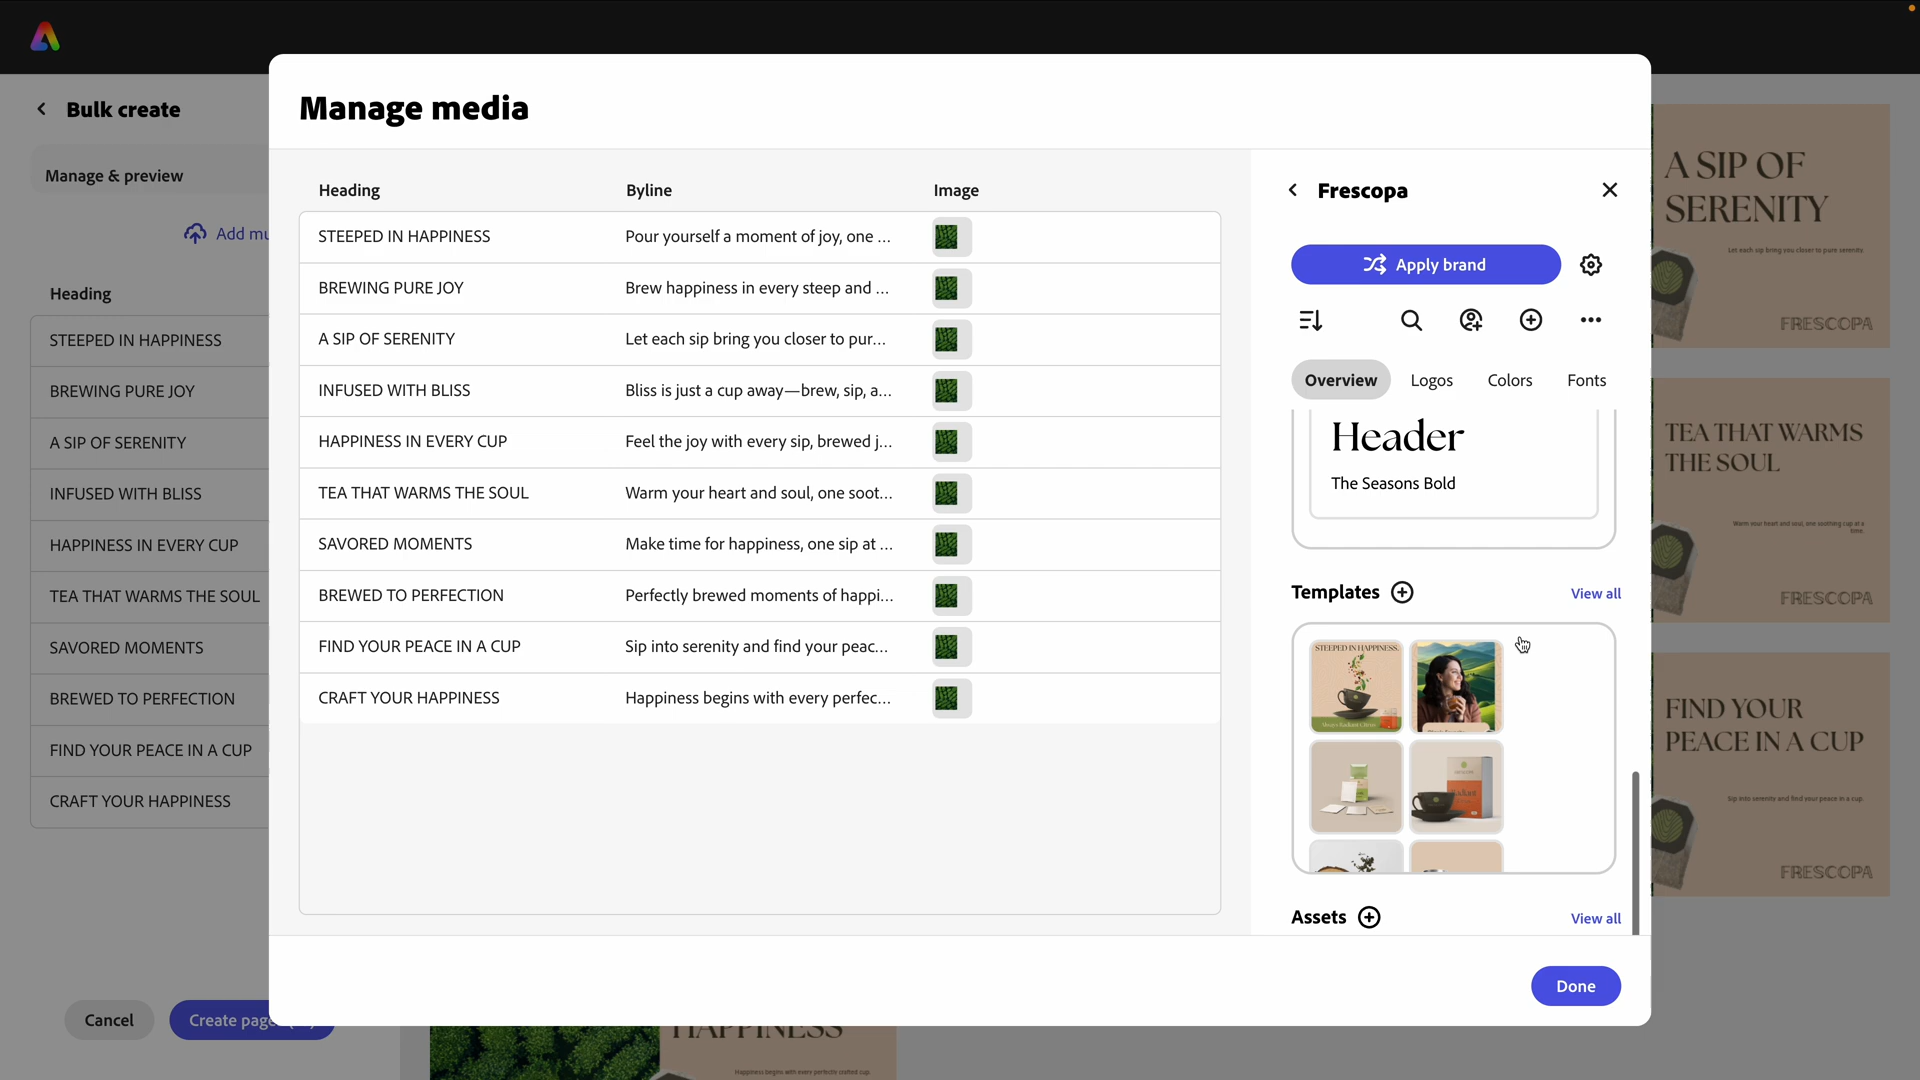 Bulk create
Manage & preview
Add mu
Heading
STEEPED IN HAPPINESS
BREWING PURE JOY
A SIP OF SERENITY
INFUSED WITH BLISS
HAPPINESS IN EVERY CUP
TEA THAT WARMS THE SOUL
SAVORED MOMENTS
BREWED TO PERFECTION
FIND YOUR PEACE IN A CUP
CRAFT YOUR HAPPINESS
Cancel
Create page
Manage media
Heading Byline Image
STEEPED IN HAPPINESS Pour yourself a moment of joy, one ...
BREWING PURE JOY Brew happiness in every steep and ...
A SIP OF SERENITY Let each sip bring you closer to pur...
INFUSED WITH BLISS Bliss is just a cup away—brew, sip, a...
HAPPINESS IN EVERY CUP Feel the joy with every sip, brewed j...
TEA THAT WARMS THE SOUL Warm your heart and soul, one soot...
SAVORED MOMENTS Make time for happiness, one sip at ...
BREWED TO PERFECTION Perfectly brewed moments of happi...
FIND YOUR PEACE IN A CUP Sip into serenity and find your peac...
CRAFT YOUR HAPPINESS Happiness begins with every perfec...
Frescopa
Apply brand
Overview Logos Colors Fonts
Header
The Seasons Bold
Templates View all
STEEPED IN HAPPINESS.
Always Radiant Cheers
Radiant
Assets View all
Done
A SIP OF
SERENITY
Let each sip bring you closer to pure serenity.
FRESCOPA
TEA THAT WARMS
THE SOUL
Warm your heart and soul, one soothing cup at a
time.
FRESCOPA
FIND YOUR
PEACE IN A CUP
Sip into serenity and find your peace in a cup.
FRESCOPA
HAPPINESS
Happiness begins with every perfectly crafted cup.